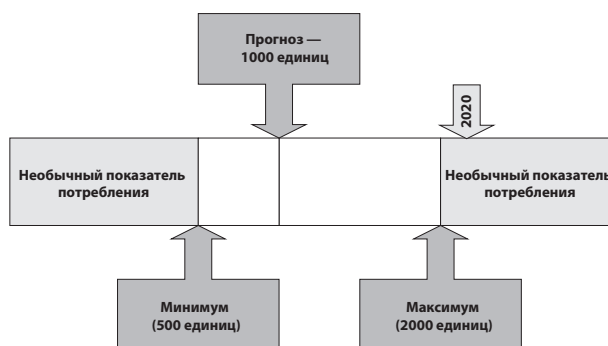 Прогноз —
1000 единиц
2020
Необычный показатель
потребления
Необычный показатель
потребления
Минимум
(500 единиц)
Максимум
(2000 единиц)